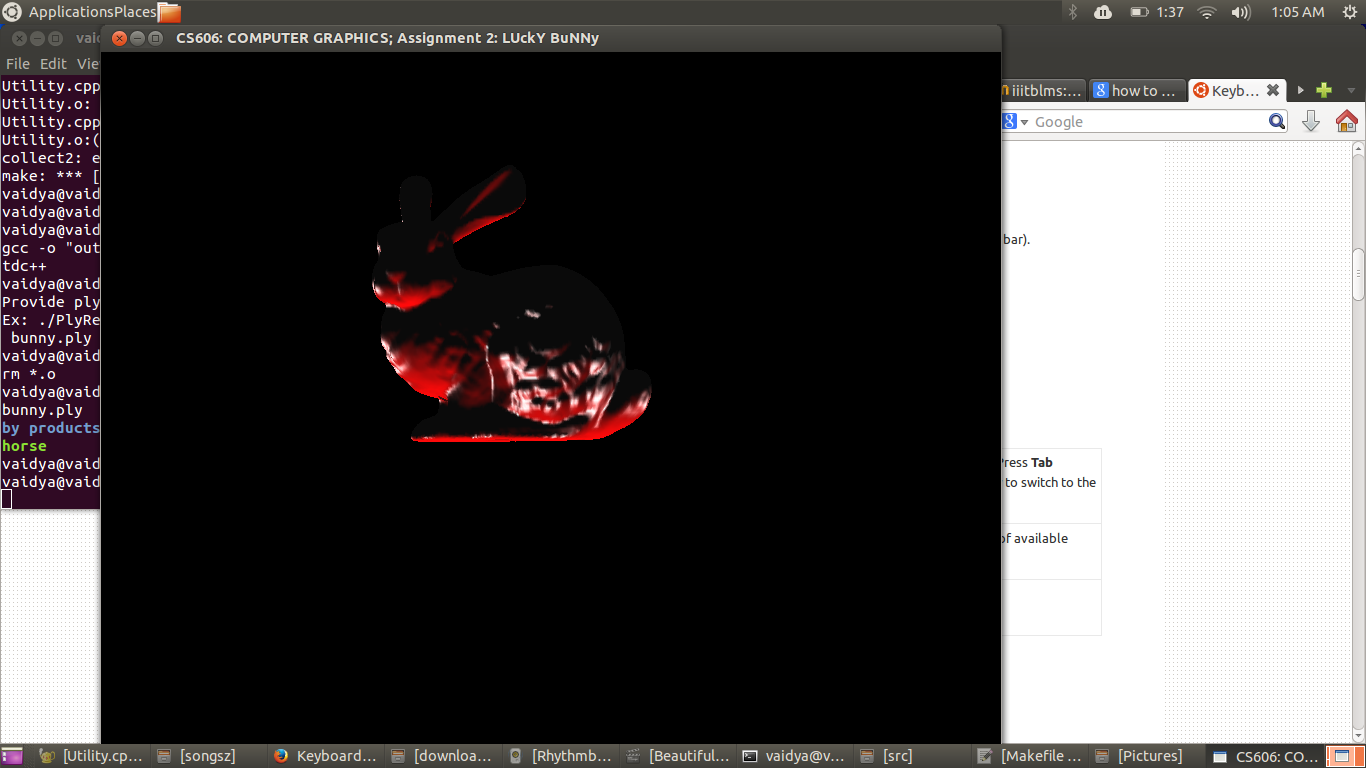 ApplicationsPlaces
1:37
1:05 AM
vaid
CS606: COMPUTER GRAPHICS; Assignment 2: LUckY BuNNy
File Edit Vie
Utility.cpp
Utility.o:
Utility.cpp
Utility.o:(
collect2: e
make: *** [
vaidya@vaid
vaidya@vaid
vaidya@vaid
gcc -o "out
tdc++
vaidya@vaid
Provide ply
Ex: ./PlyRe
bunny.ply
vaidya@vaid
rm *.o
vaidya@vaid
bunny.ply
by products
horse
vaidya@vaid
vaidya@vaid
iiitblms:...
how to ...
Keyb...
Google
bar).
Press Tab
to switch to the
of available
[Utility.cp...
[songsz]
Keyboard...
[downloa...
[Rhythmb...
[Beautiful...
vaidya@v...
[src]
[Makefile ...
[Pictures]
CS606: CO...